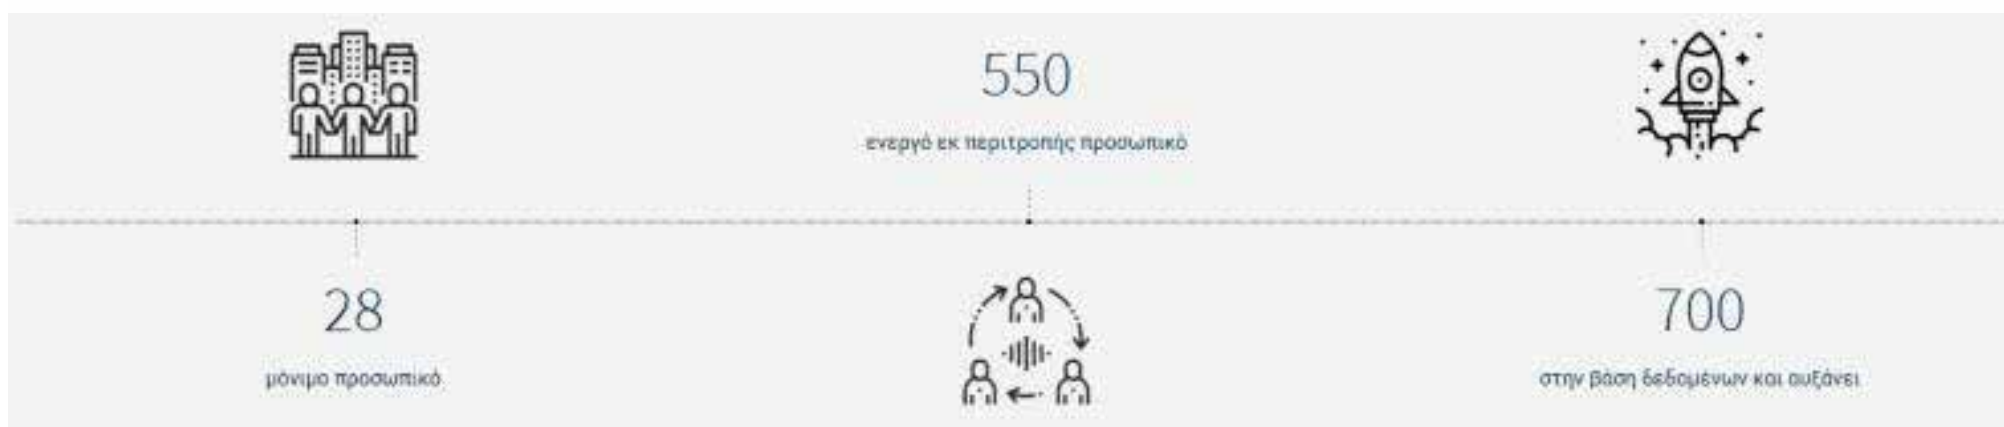 550
ενεργό εκ περιτροπής προσωπικό
28
μόνιμο προσωπικό
700
στην βάση δεδομένων και αυξάνει